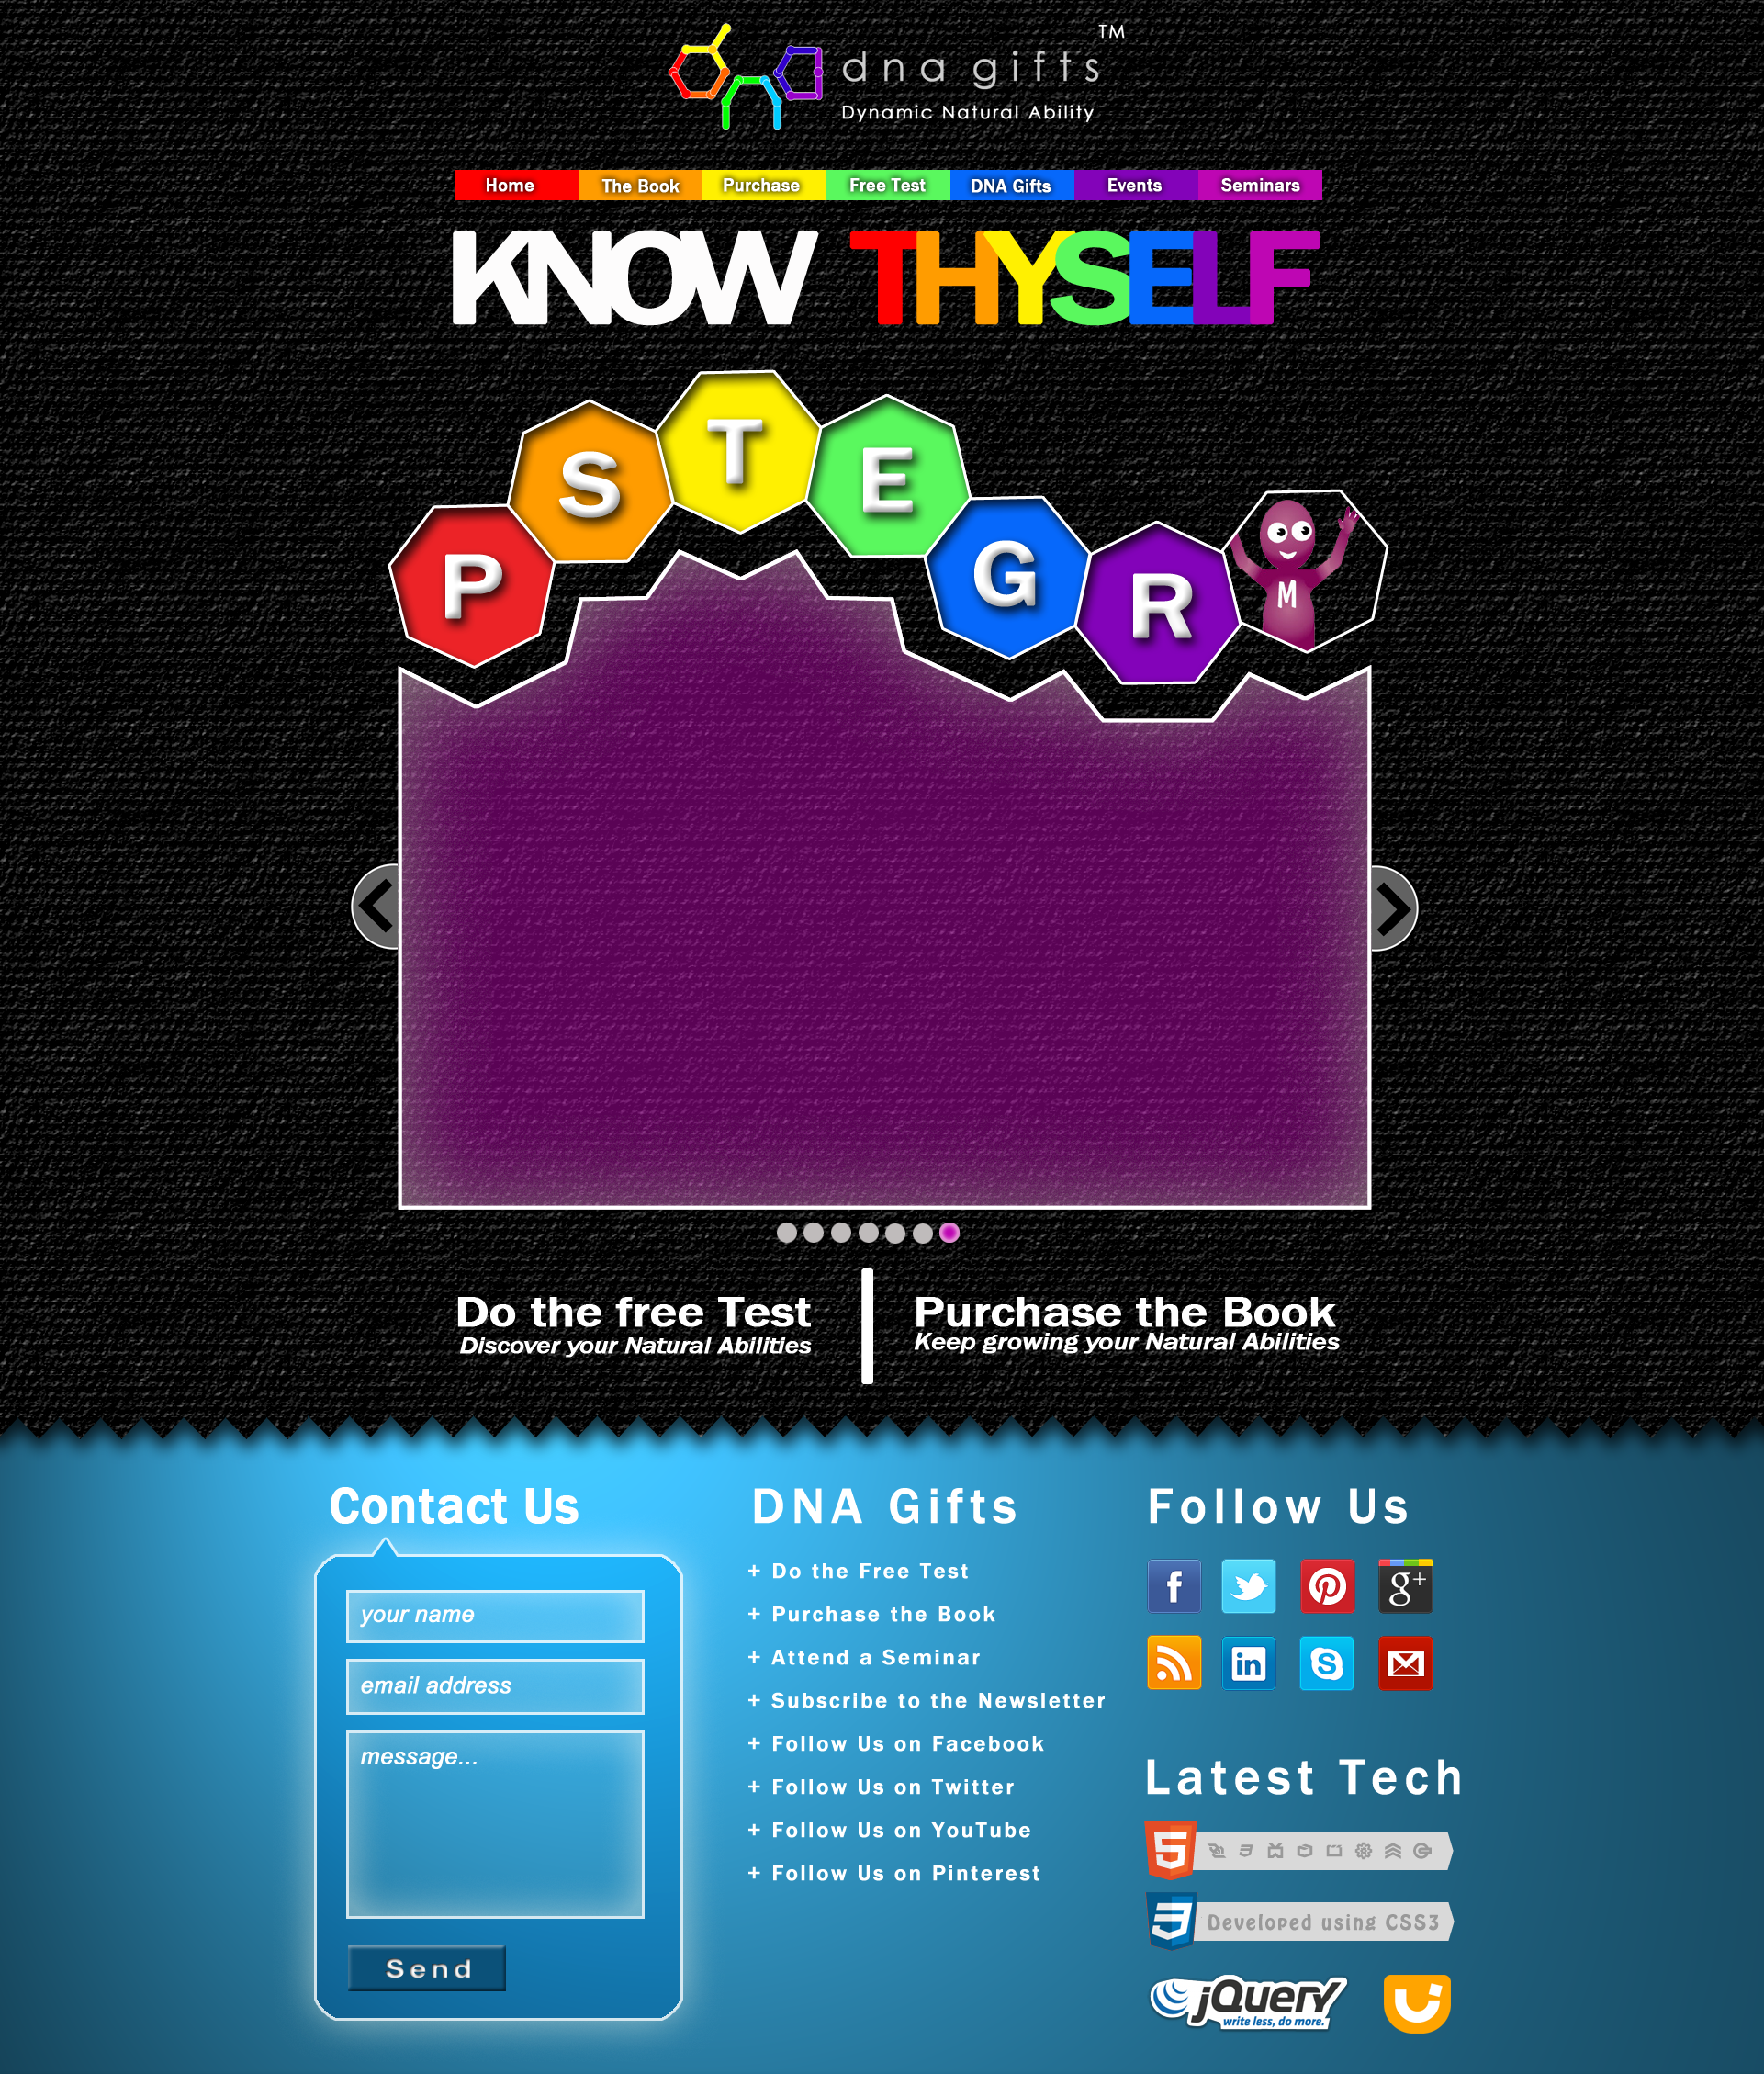 TM
dna gifts
Dynamic Natural Ability
Home The Book Purchase Free Test DNA Gifts Events Seminars
KNOW THYSELF
P S T E G R M
Do the free Test
Discover your Natural Abilities
Purchase the Book
Keep growing your Natural Abilities
Contact Us
your name
email address
message...
Send
DNA Gifts
+ Do the Free Test
+ Purchase the Book
+ Attend a Seminar
+ Subscribe to the Newsletter
+ Follow Us on Facebook
+ Follow Us on Twitter
+ Follow Us on YouTube
+ Follow Us on Pinterest
Follow Us
f
g+
in
S
Latest Tech
5
3 Developed using CSS3
jQuery
write less, do more.